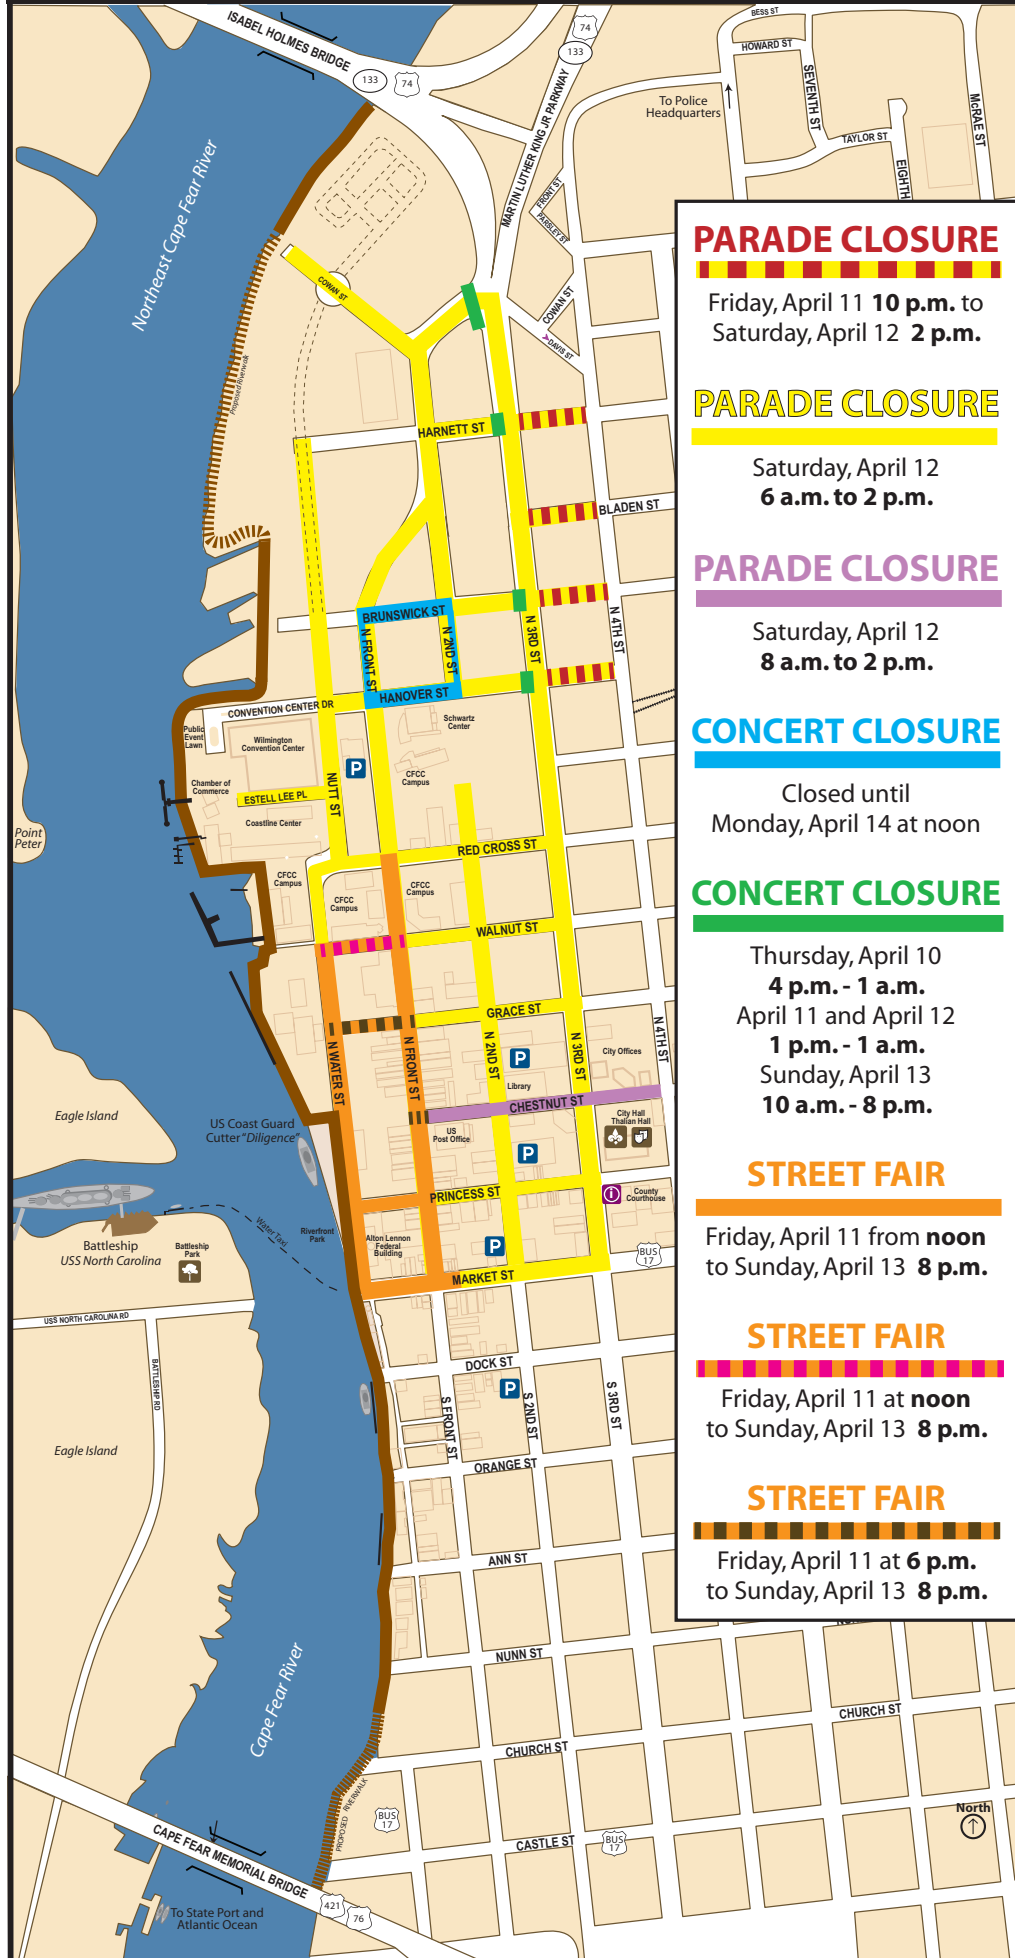 ISABEL HOLMES BRIDGE
133
74
74
133
MARTIN LUTHER KING JR PARKWAY
BESS ST
HOWARD ST
SEVENTH ST
McRAE ST
TAYLOR ST
EIGHTH
To Police
Headquarters
FRONT ST
PARSLEY ST
COWAN ST
DAVIS ST
Northeast Cape Fear River
COWAN ST
Proposed Riverwalk
HARNETT ST
BLADEN ST
BRUNSWICK ST
N FRONT ST
N 2ND ST
N 3RD ST
N 4TH ST
HANOVER ST
CONVENTION CENTER DR
Public
Event
Lawn
Wilmington
Convention Center
Schwartz
Center
P
CFCC
Campus
NUTT ST
Chamber of
Commerce
ESTELL LEE PL
Coastline Center
Point
Peter
RED CROSS ST
CFCC
Campus
CFCC
Campus
CFCC
Campus
WALNUT ST
GRACE ST
N WATER ST
N FRONT ST
N 2ND ST
N 3RD ST
N 4TH ST
City Offices
P
Library
CHESTNUT ST
Eagle Island
US Coast Guard
Cutter "Diligence"
US
Post Office
City Hall
Thalian Hall
P
PRINCESS ST
County
Courthouse
Battleship
USS North Carolina
Battleship
Park
Water Taxi
Riverfront
Park
Alton Lennon
Federal
Building
P
BUS
17
MARKET ST
USS NORTH CAROLINA RD
BATTLESHIP RD
DOCK ST
P
S FRONT ST
S 2ND ST
S 3RD ST
Eagle Island
ORANGE ST
ANN ST
NUNN ST
Cape Fear River
CHURCH ST
CHURCH ST
PROPOSED RIVERWALK
BUS
17
CASTLE ST
BUS
17
North
CAPE FEAR MEMORIAL BRIDGE
421
76
To State Port and
Atlantic Ocean
PARADE CLOSURE
Friday, April 11 10 p.m. to
Saturday, April 12 2 p.m.
PARADE CLOSURE
Saturday, April 12
6 a.m. to 2 p.m.
PARADE CLOSURE
Saturday, April 12
8 a.m. to 2 p.m.
CONCERT CLOSURE
Closed until
Monday, April 14 at noon
CONCERT CLOSURE
Thursday, April 10
4 p.m. - 1 a.m.
April 11 and April 12
1 p.m. - 1 a.m.
Sunday, April 13
10 a.m. - 8 p.m.
STREET FAIR
Friday, April 11 from noon
to Sunday, April 13 8 p.m.
STREET FAIR
Friday, April 11 at noon
to Sunday, April 13 8 p.m.
STREET FAIR
Friday, April 11 at 6 p.m.
to Sunday, April 13 8 p.m.